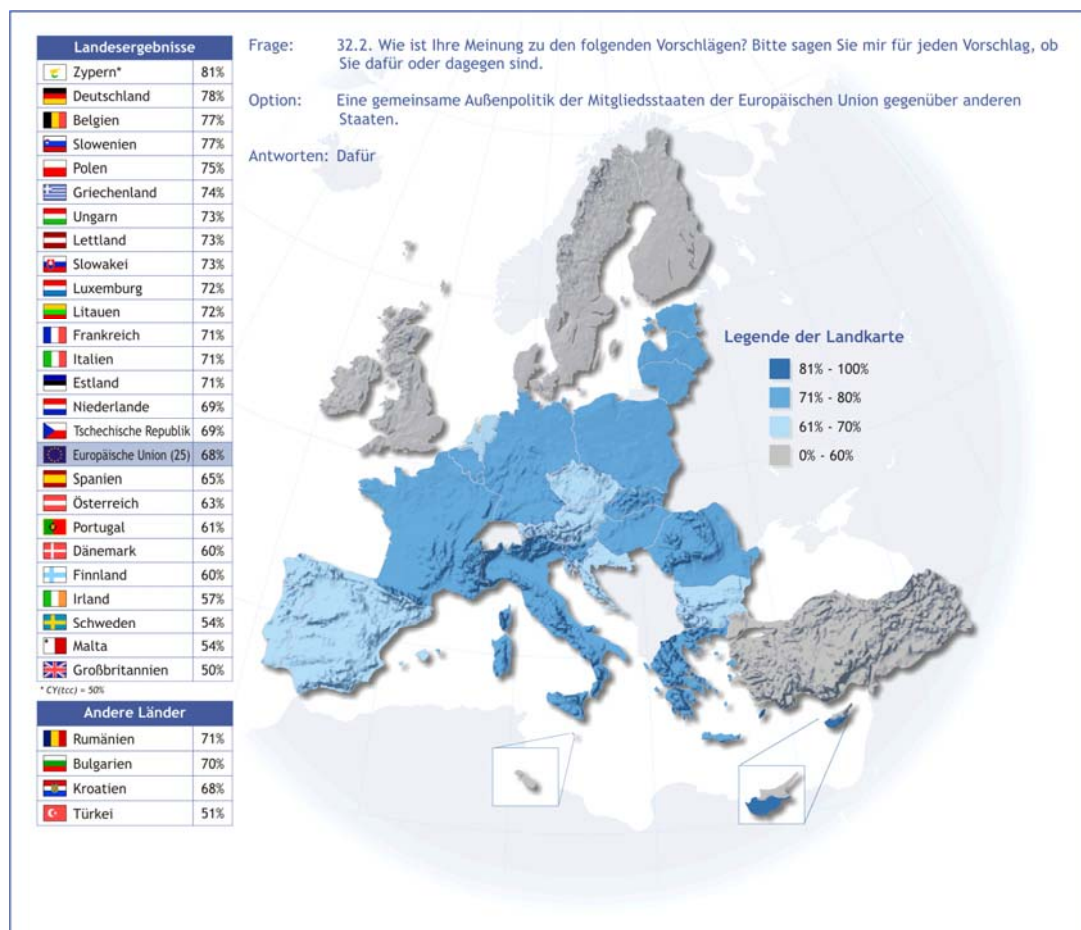 Landesergebnisse
Zypern* 81%
Deutschland 78%
Belgien 77%
Slowenien 77%
Polen 75%
Griechenland 74%
Ungarn 73%
Lettland 73%
Slowakei 73%
Luxemburg 72%
Litauen 72%
Frankreich 71%
Italien 71%
Estland 71%
Niederlande 69%
Tschechische Republik 69%
Europäische Union (25) 68%
Spanien 65%
Österreich 63%
Portugal 61%
Dänemark 60%
Finnland 60%
Irland 57%
Schweden 54%
Malta 54%
Großbritannien 50%
* CY(tcc) = 50%
Andere Länder
Rumänien 71%
Bulgarien 70%
Kroatien 68%
Türkei 51%
Frage: 32.2. Wie ist Ihre Meinung zu den folgenden Vorschlägen? Bitte sagen Sie mir für jeden Vorschlag, ob
Sie dafür oder dagegen sind.
Option: Eine gemeinsame Außenpolitik der Mitgliedsstaaten der Europäischen Union gegenüber anderen
Staaten.
Antworten: Dafür
Legende der Landkarte
81% - 100%
71% - 80%
61% - 70%
0% - 60%